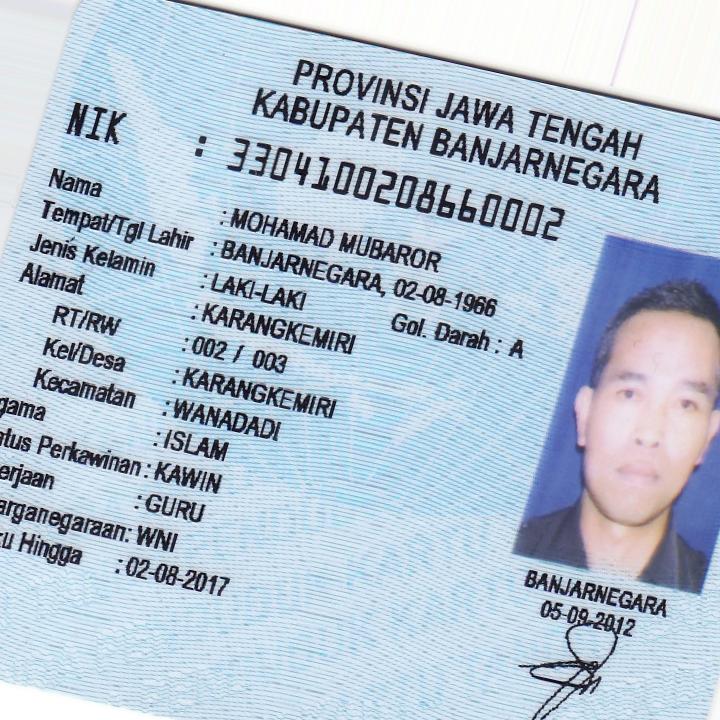 PROVINSI JAWA TENGAH
KABUPATEN BANJARNEGARA
NIK : 3304100208660002
Nama : MOHAMAD MUBAROR
Tempat/Tgl Lahir : BANJARNEGARA, 02-08-1966
Jenis Kelamin : LAKI-LAKI Gol. Darah : A
Alamat : KARANGKEMIRI
RT/RW : 002 / 003
Kel/Desa : KARANGKEMIRI
Kecamatan : WANADADI
gama : ISLAM
tus Perkawinan : KAWIN
erjaan : GURU
arganegaraan: WNI
u Hingga : 02-08-2017
BANJARNEGARA
05-09-2012